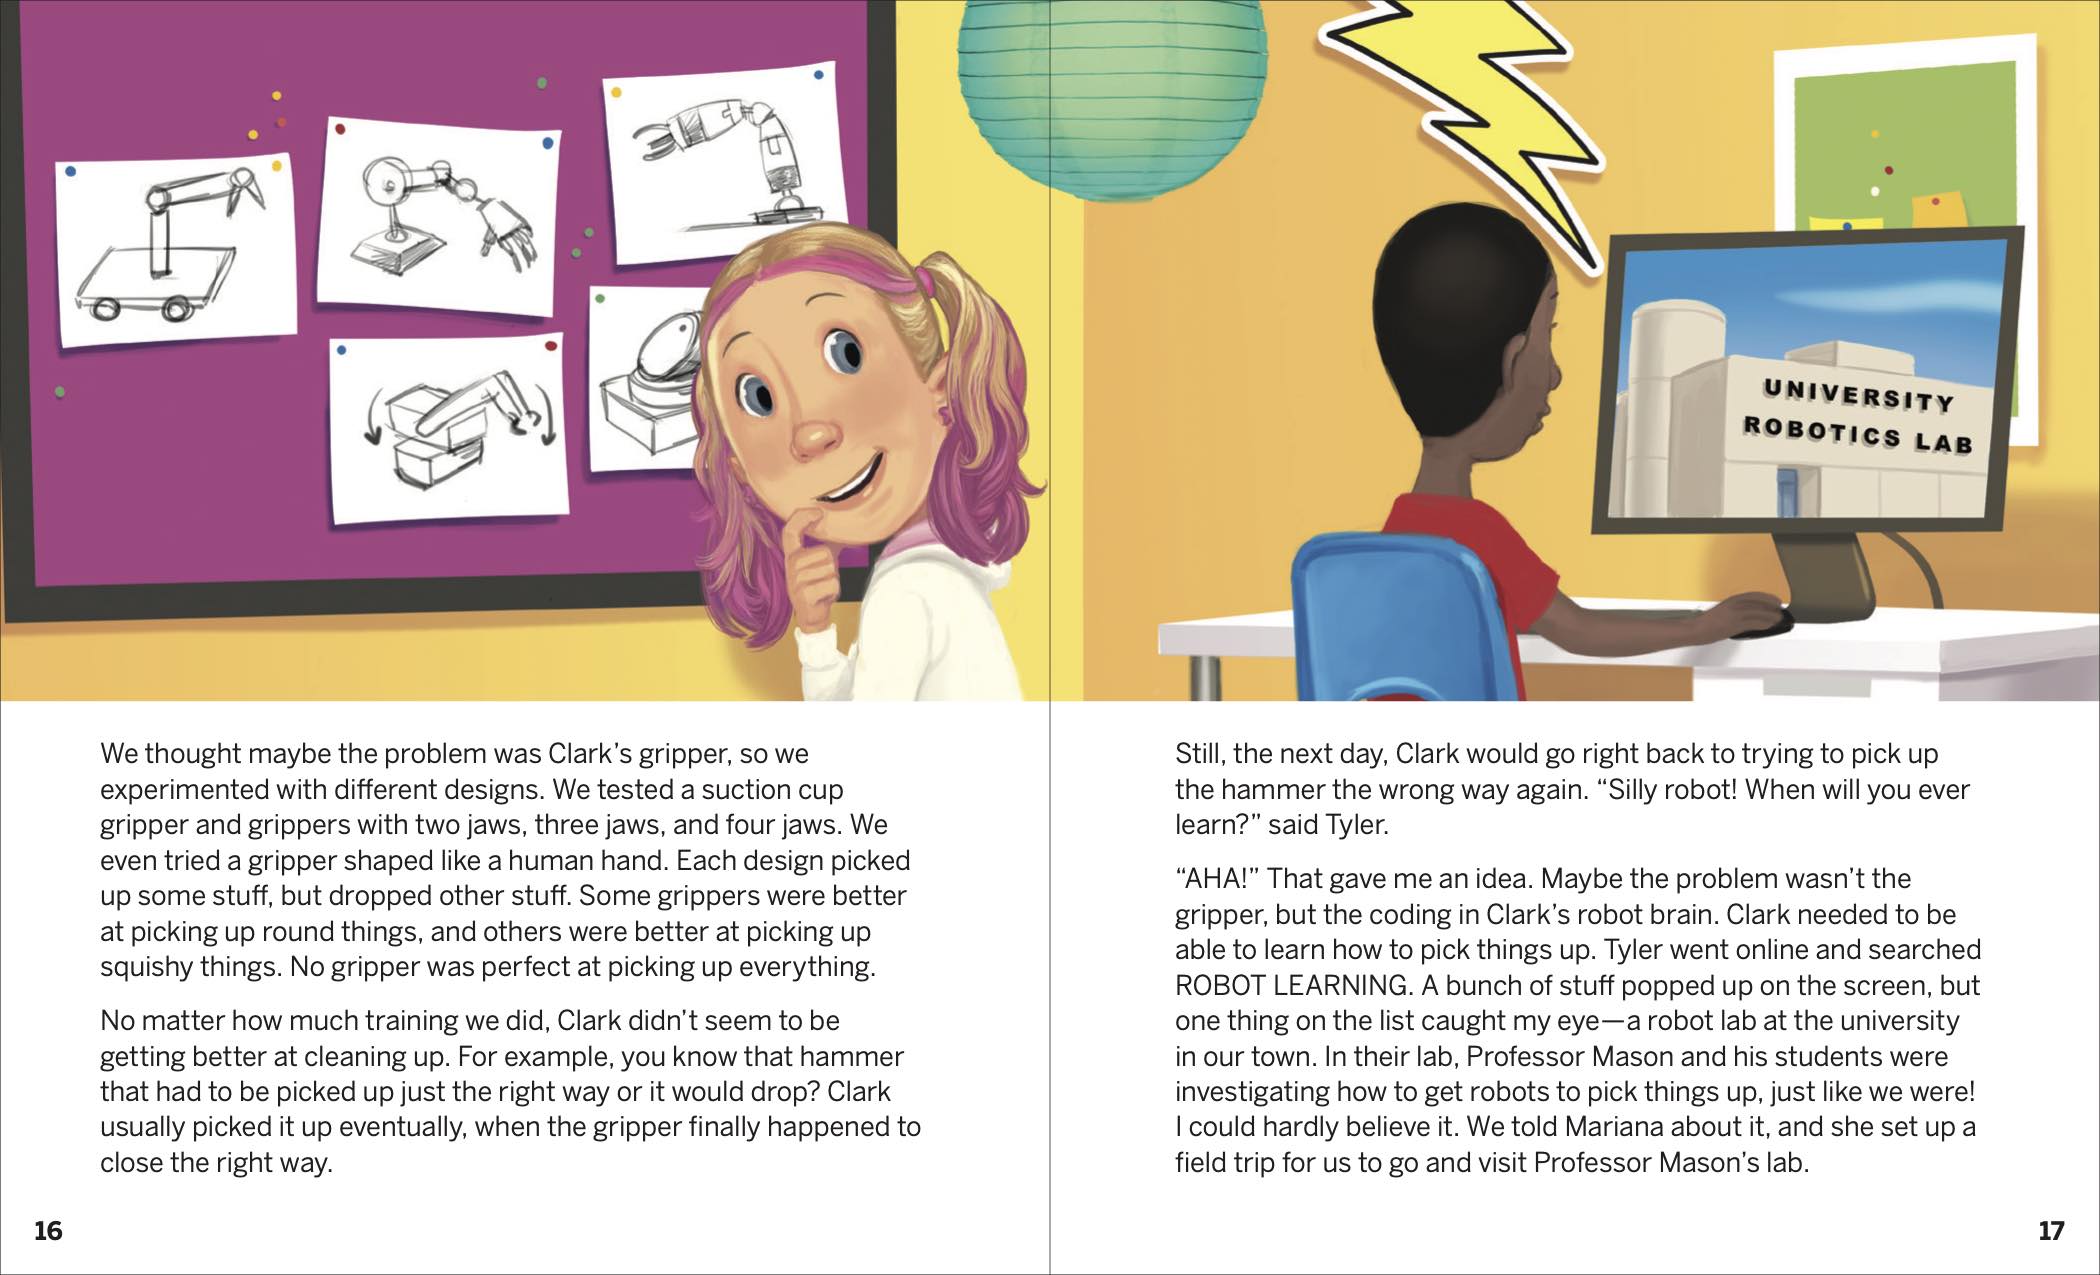 UNIVERSITY
ROBOTICS LAB
We thought maybe the problem was Clark’s gripper, so we
experimented with different designs. We tested a suction cup
gripper and grippers with two jaws, three jaws, and four jaws. We
even tried a gripper shaped like a human hand. Each design picked
up some stuff, but dropped other stuff. Some grippers were better
at picking up round things, and others were better at picking up
squishy things. No gripper was perfect at picking up everything.
No matter how much training we did, Clark didn’t seem to be
getting better at cleaning up. For example, you know that hammer
that had to be picked up just the right way or it would drop? Clark
usually picked it up eventually, when the gripper finally happened to
close the right way.
16
Still, the next day, Clark would go right back to trying to pick up
the hammer the wrong way again. “Silly robot! When will you ever
learn?” said Tyler.
“AHA!” That gave me an idea. Maybe the problem wasn’t the
gripper, but the coding in Clark’s robot brain. Clark needed to be
able to learn how to pick things up. Tyler went online and searched
ROBOT LEARNING. A bunch of stuff popped up on the screen, but
one thing on the list caught my eye—a robot lab at the university
in our town. In their lab, Professor Mason and his students were
investigating how to get robots to pick things up, just like we were!
I could hardly believe it. We told Mariana about it, and she set up a
field trip for us to go and visit Professor Mason’s lab.
17